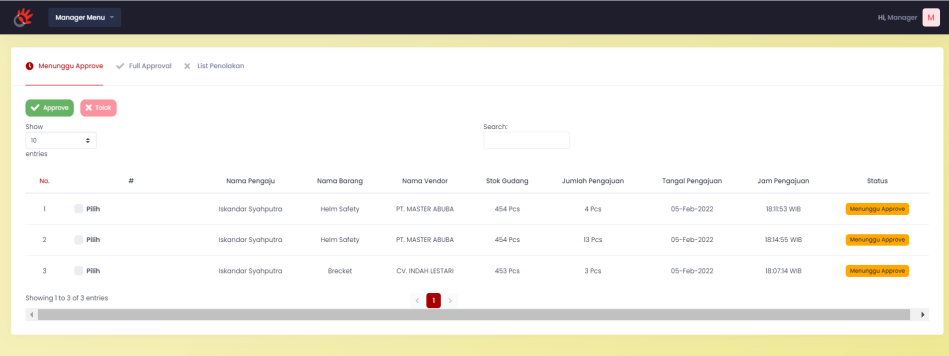 Manager Menu
Hi, Manager M
Menunggu Approve Full Approval List Penolakan
Approve Tolak
Show
10
entries
Search:
No. # Nama Pengaju Nama Barang Nama Vendor Stok Gudang Jumlah Pengajuan Tangal Pengajuan Jam Pengajuan Status
1 Pilih Iskandar Syahputra Helm Safety PT. MASTER ABUBA 454 Pcs 4 Pcs 05-Feb-2022 18:11:53 WIB Menunggu Approve
2 Pilih Iskandar Syahputra Helm Safety PT. MASTER ABUBA 454 Pcs 13 Pcs 05-Feb-2022 18:14:55 WIB Menunggu Approve
3 Pilih Iskandar Syahputra Brecket CV. INDAH LESTARI 453 Pcs 3 Pcs 05-Feb-2022 18:07:14 WIB Menunggu Approve
Showing 1 to 3 of 3 entries
< 1 >